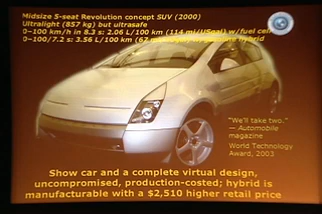 Midsize 5-seat Revolution concept SUV (2000)
Ultralight (857 kg) but ultrasafe
0–100 km/h in 8.3 s: 2.06 L/100 km (114 mi/USgal) w/fuel cell
0–100/7.2 s: 3.56 L/100 km (67 hybrid
"We'll take two."
— Automobile
magazine
World Technology
Award, 2003
Show car and a complete virtual design,
uncompromised, production-costed; hybrid is
manufacturable with a $2,510 higher retail price